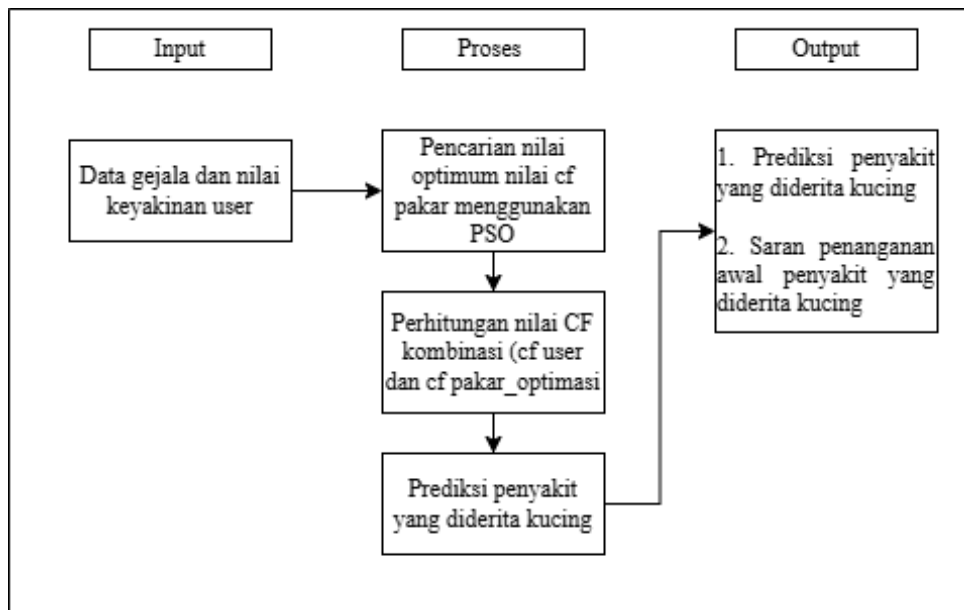 Input
Proses
Output
Data gejala dan nilai
keyakinan user
Pencarian nilai
optimum nilai cf
pakar menggunakan
PSO
Perhitungan nilai CF
kombinasi (cf user
dan cf pakar_optimasi
Prediksi penyakit
yang diderita kucing
1. Prediksi penyakit
yang diderita kucing
2. Saran penanganan
awal penyakit yang
diderita kucing